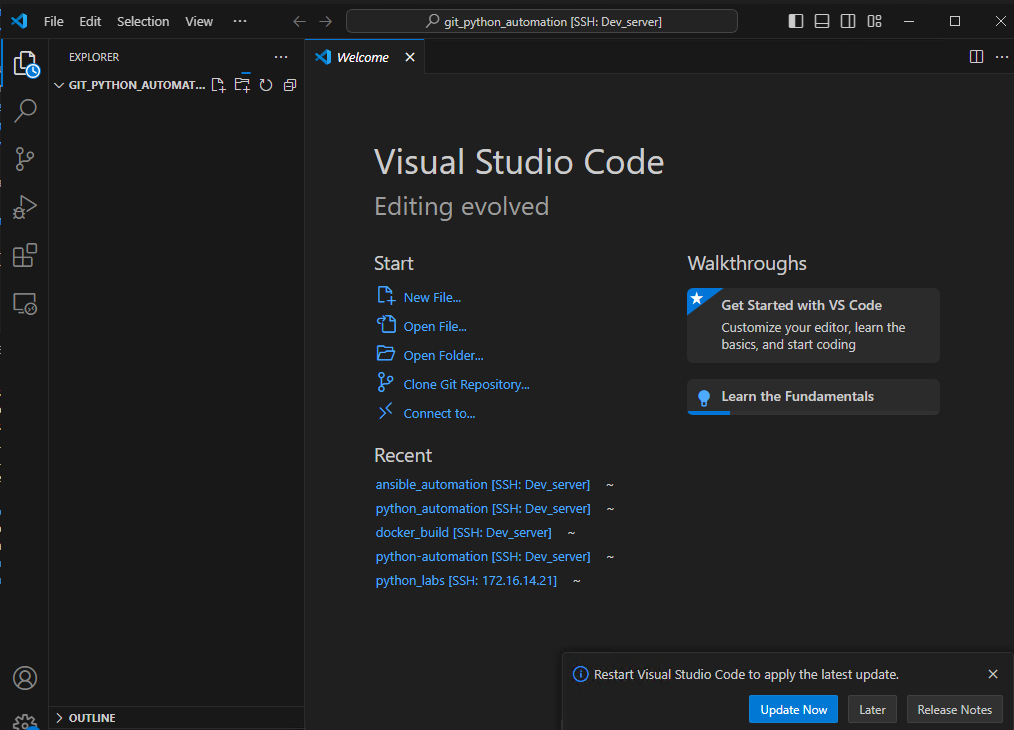 File Edit Selection View ···
git_python_automation [SSH: Dev_server]
EXPLORER
GIT_PYTHON_AUTOMAT...
Welcome
Visual Studio Code
Editing evolved
Start
New File...
Open File...
Open Folder...
Clone Git Repository...
Connect to...
Recent
ansible_automation [SSH: Dev_server] ~
python_automation [SSH: Dev_server] ~
docker_build [SSH: Dev_server] ~
python-automation [SSH: Dev_server] ~
python_labs [SSH: 172.16.14.21] ~
Walkthroughs
Get Started with VS Code
Customize your editor, learn the
basics, and start coding
Learn the Fundamentals
OUTLINE
Restart Visual Studio Code to apply the latest update.
Update Now Later Release Notes